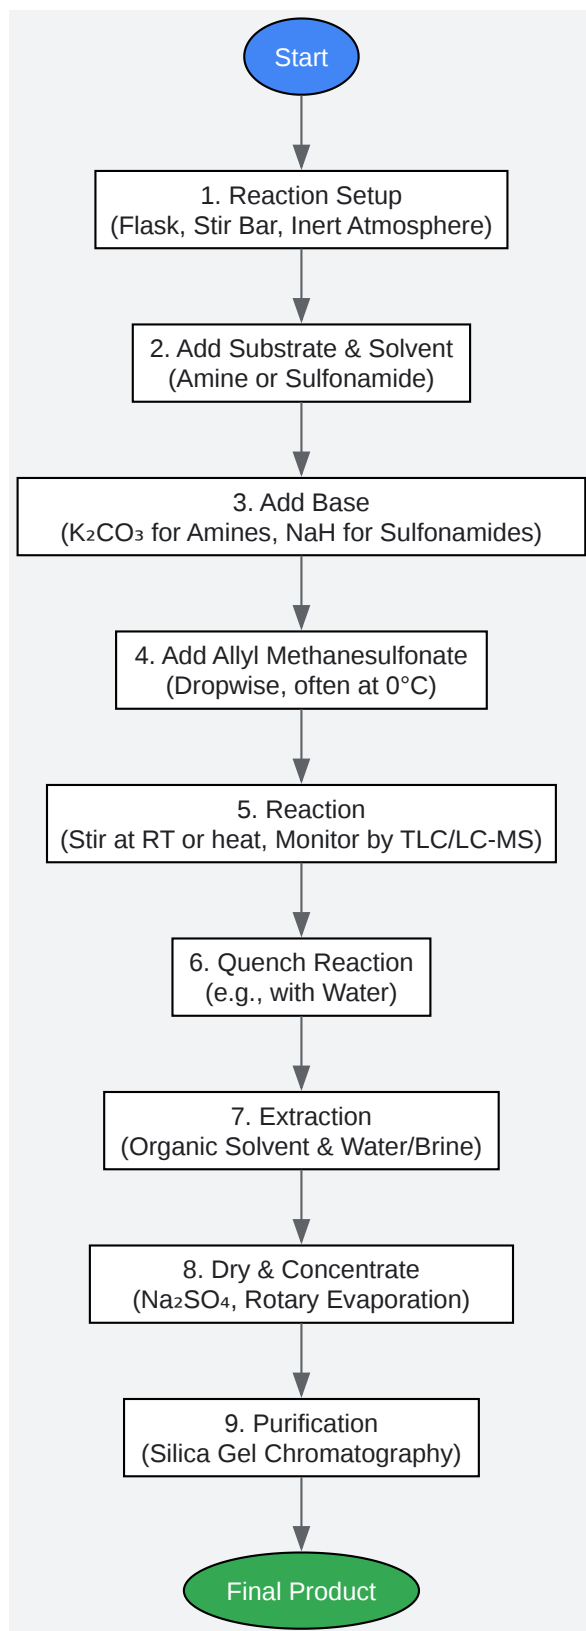 Start
1. Reaction Setup
(Flask, Stir Bar, Inert Atmosphere)
2. Add Substrate & Solvent
(Amine or Sulfonamide)
3. Add Base
(K₂CO₃ for Amines, NaH for Sulfonamides)
4. Add Allyl Methanesulfonate
(Dropwise, often at 0°C)
5. Reaction
(Stir at RT or heat, Monitor by TLC/LC-MS)
6. Quench Reaction
(e.g., with Water)
7. Extraction
(Organic Solvent & Water/Brine)
8. Dry & Concentrate
(Na₂SO₄, Rotary Evaporation)
9. Purification
(Silica Gel Chromatography)
Final Product